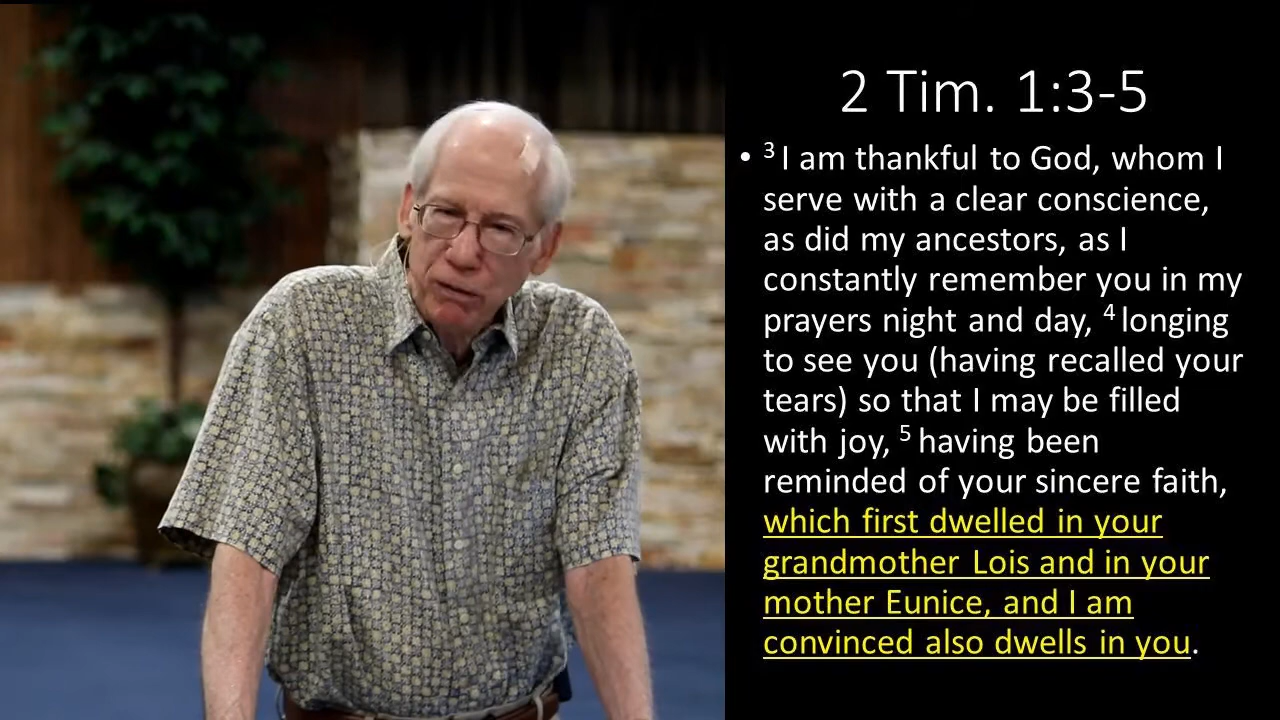 2 Tim. 1:3-5
• ³ I am thankful to God, whom I
serve with a clear conscience,
as did my ancestors, as I
constantly remember you in my
prayers night and day, ⁴ longing
to see you (having recalled your
tears) so that I may be filled
with joy, ⁵ having been
reminded of your sincere faith,
which first dwelled in your
grandmother Lois and in your
mother Eunice, and I am
convinced also dwells in you.